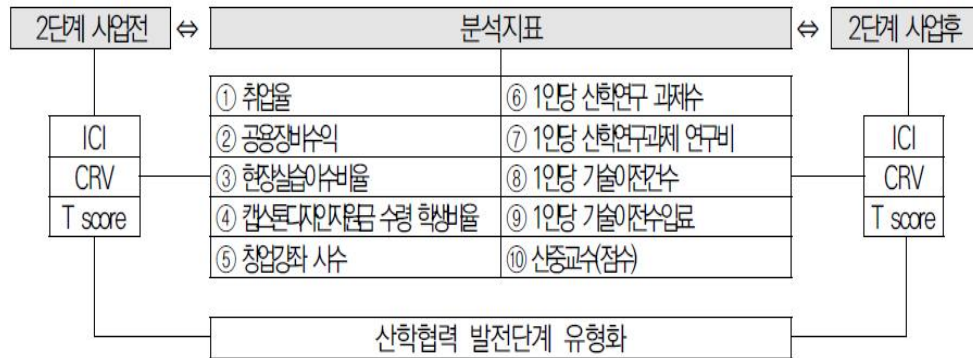 2단계 사업전 ⇔ 분석지표 ⇔ 2단계 사업후
① 취업율
② 공용장비수익
③ 현장실습이수비율
④ 캡스톤디자인지원금 수령 학생비율
⑤ 창업강좌 시수
⑥ 1인당 산학연구 과제수
⑦ 1인당 산학연구과제 연구비
⑧ 1인당 기술이전건수
⑨ 1인당 기술이전수입료
⑩ 산중교수(점수)
ICI
CRV
T score
ICI
CRV
T score
산학협력 발전단계 유형화